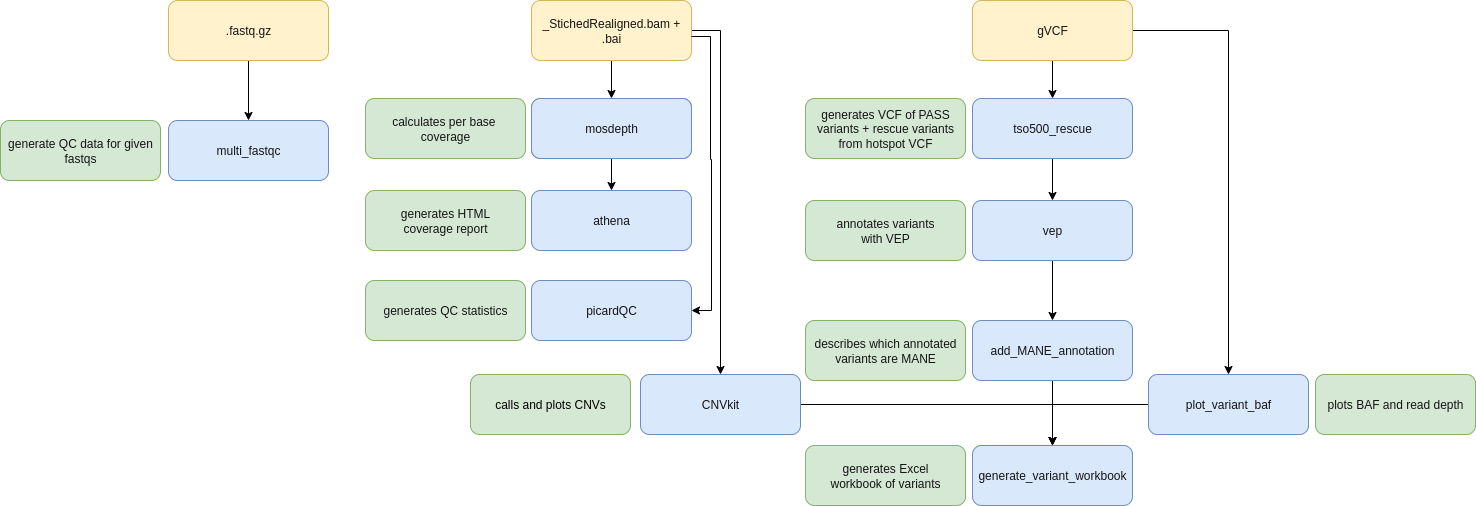 .fastq.gz
_StichedRealigned.bam +
.bai
gVCF
generate QC data for given
fastqs
multi_fastqc
calculates per base
coverage
mosdepth
generates HTML
coverage report
athena
generates QC statistics
picardQC
calls and plots CNVs
CNVkit
generates VCF of PASS
variants + rescue variants
from hotspot VCF
tso500_rescue
annotates variants
with VEP
vep
describes which annotated
variants are MANE
add_MANE_annotation
plot_variant_baf
plots BAF and read depth
generates Excel
workbook of variants
generate_variant_workbook